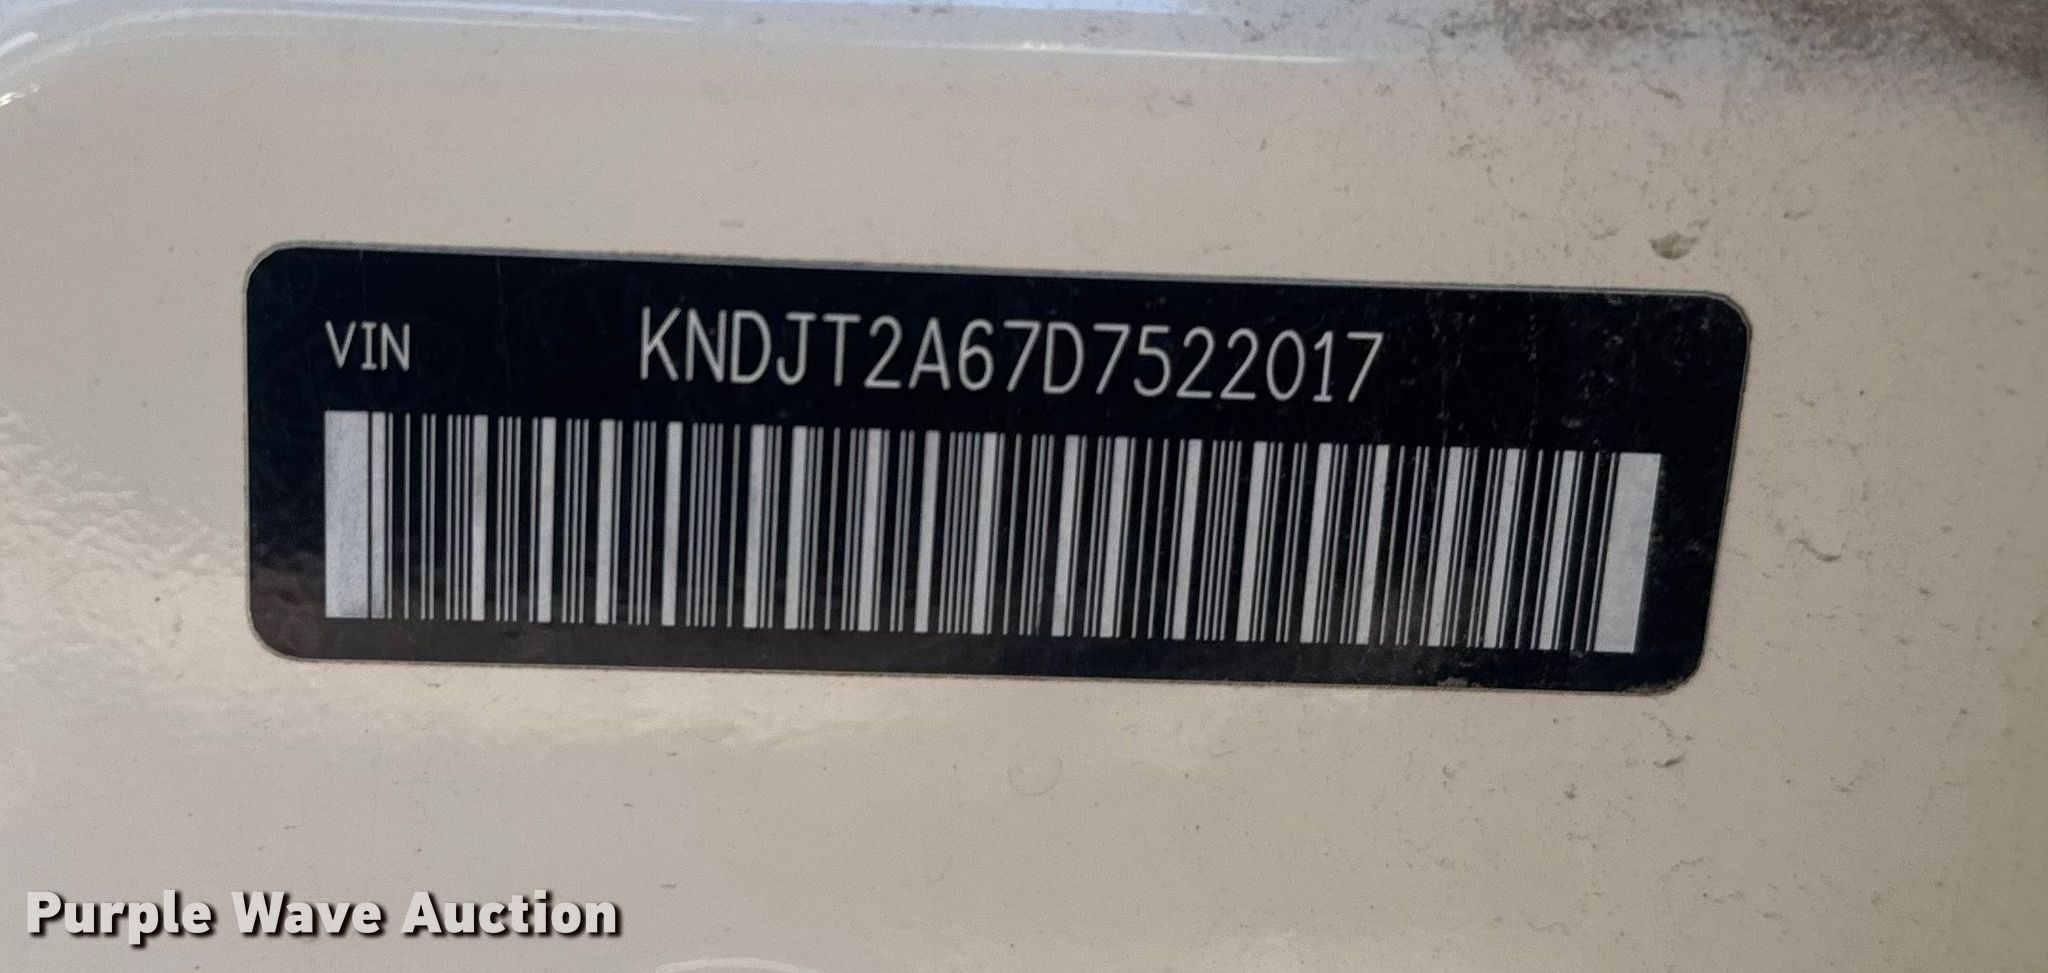 VIN KNDJT2A67D7522017
Purple Wave Auction